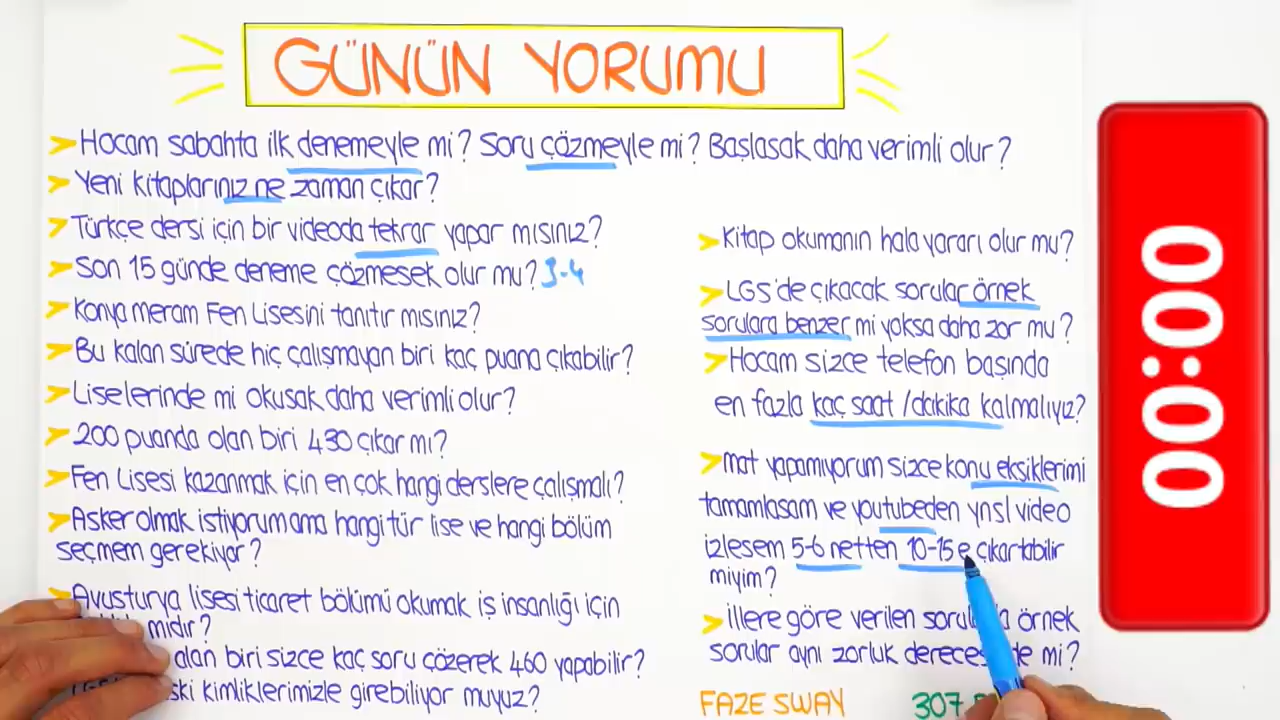 GÜNÜN YORUMU
Hocam sabahta ilk denemeyle mi? Soru çözmeyle mi? Başlasak daha verimli olur?
Yeni kitaplarınız ne zaman çıkar?
Türkçe dersi için bir videoda tekrar yapar mısınız?
Son 15 günde deneme çözmesek olur mu? 3-4
Konya meram Fen Lisesini tanıtır mısınız?
Bu kalan sürede hiç çalışmayan biri kaç puana çıkabilir?
Liselerinde mi okusak daha verimli olur?
200 puanda olan biri 430 çıkar mı?
Fen Lisesi kazanmak için en çok hangi derslere çalışmalı?
Asker olmak istiyorum ama hangi tür lise ve hangi bölüm
seçmem gerekiyor?
Avusturya lisesi ticaret bölümü okumak iş insanlığı için
mıdır?
alan biri sizce kaç soru çözerek 460 yapabilir?
kimliklerimizle girebiliyor muyuz?
Kitap okumanın hala yararı olur mu?
LGS'de çıkacak sorular örnek
sorulara benzer mi yoksa daha zor mu?
Hocam sizce telefon başında
en fazla kaç saat / dakika kalmalıyız?
mat yapamıyorum sizce konu eksiklerimi
tamamlasam ve youtubeden ynsl video
izlesem 5-6 netten 10-15 e çıkartabilir
miyim?
İllere göre verilen örnek
sorular aynı zorluk mi?
FAZE SWAY 307
00:00